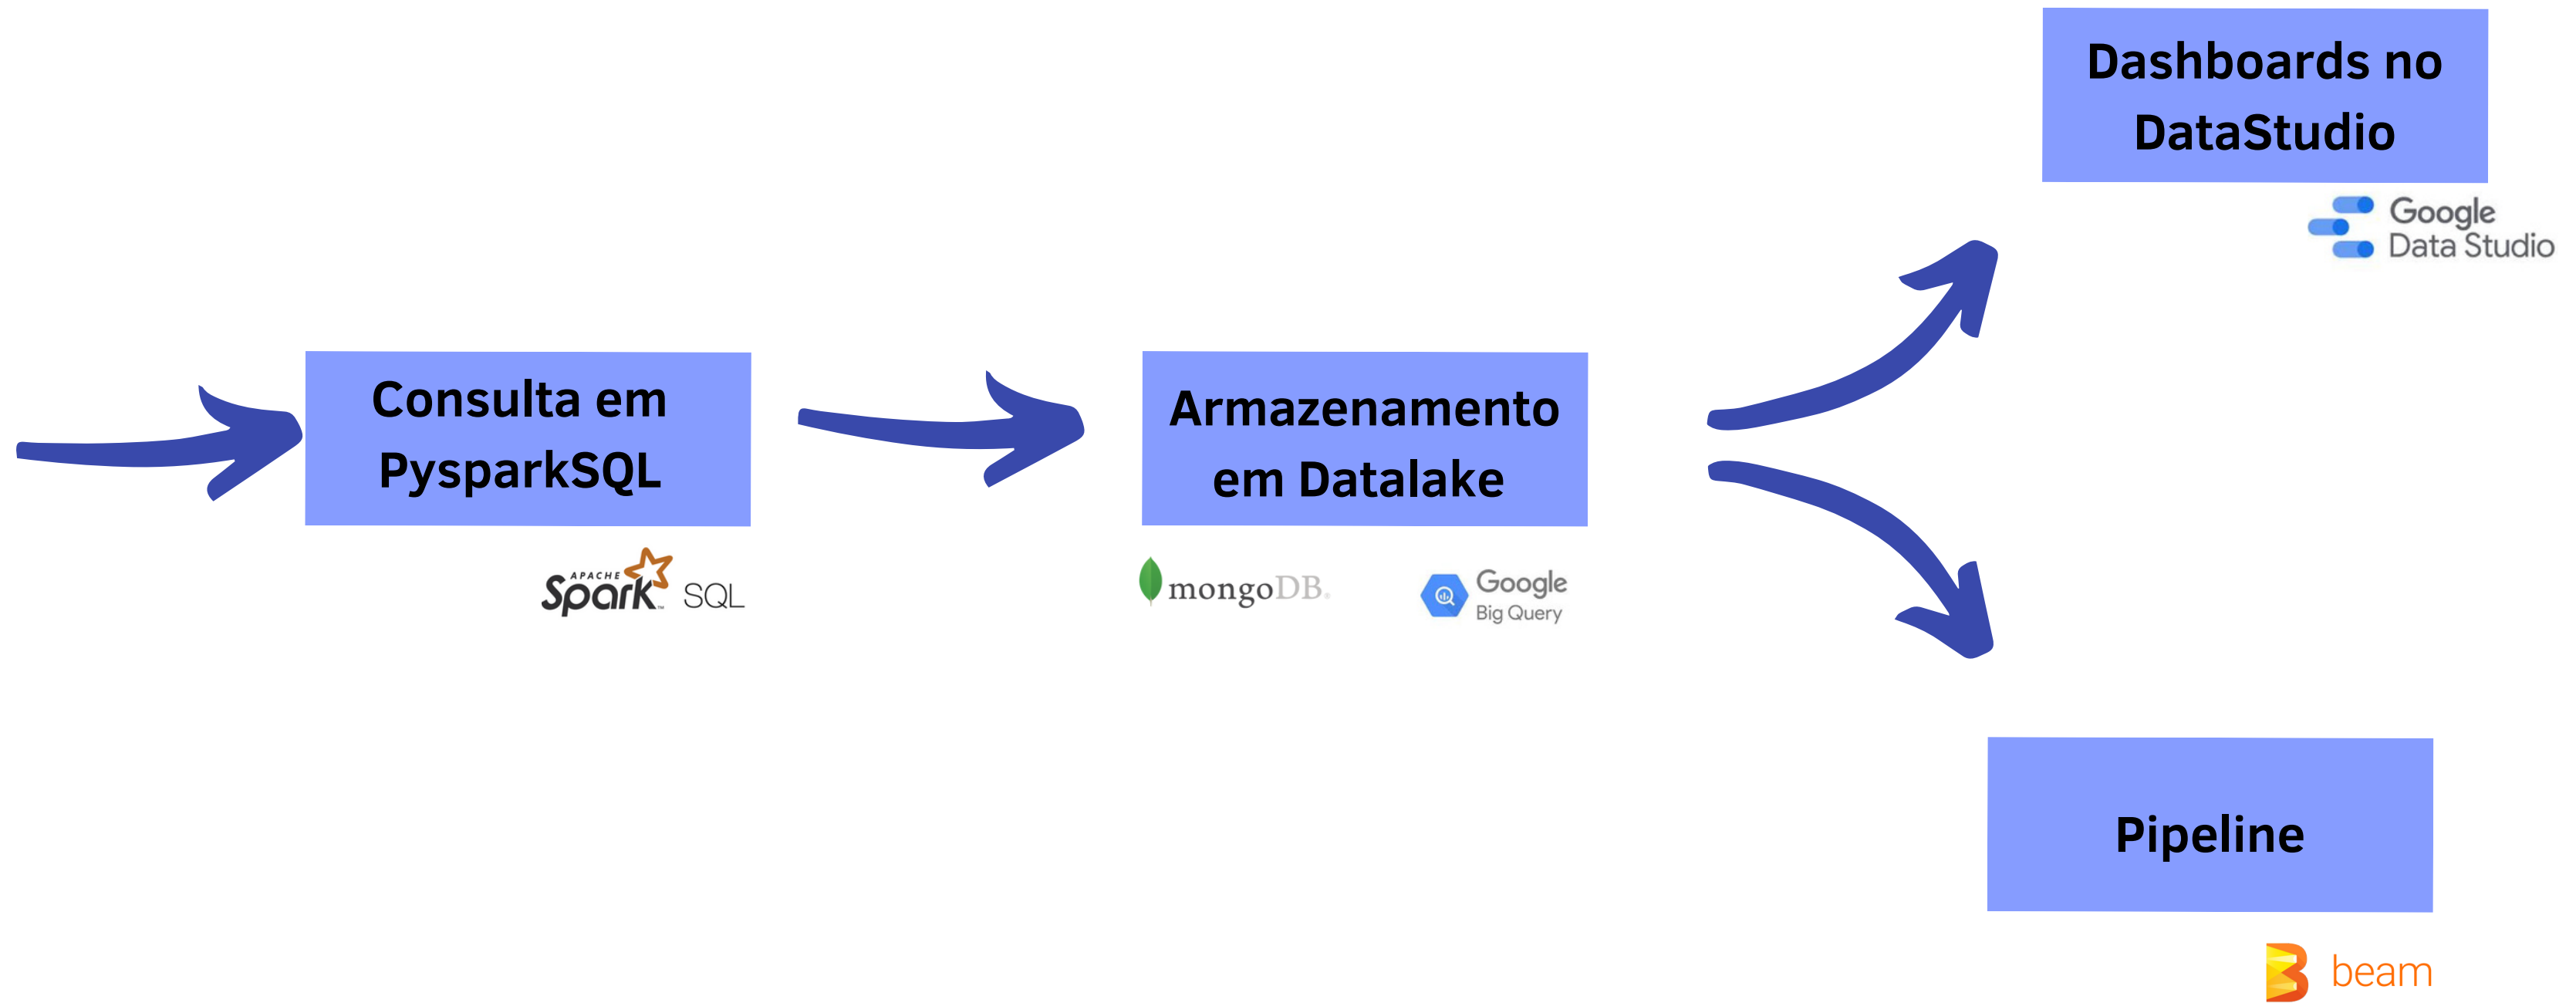 Dashboards no
DataStudio
Google
Data Studio
Consulta em
PysparkSQL
APACHE
Spark™ SQL
Armazenamento
em Datalake
mongoDB®
Google
Big Query
Pipeline
beam